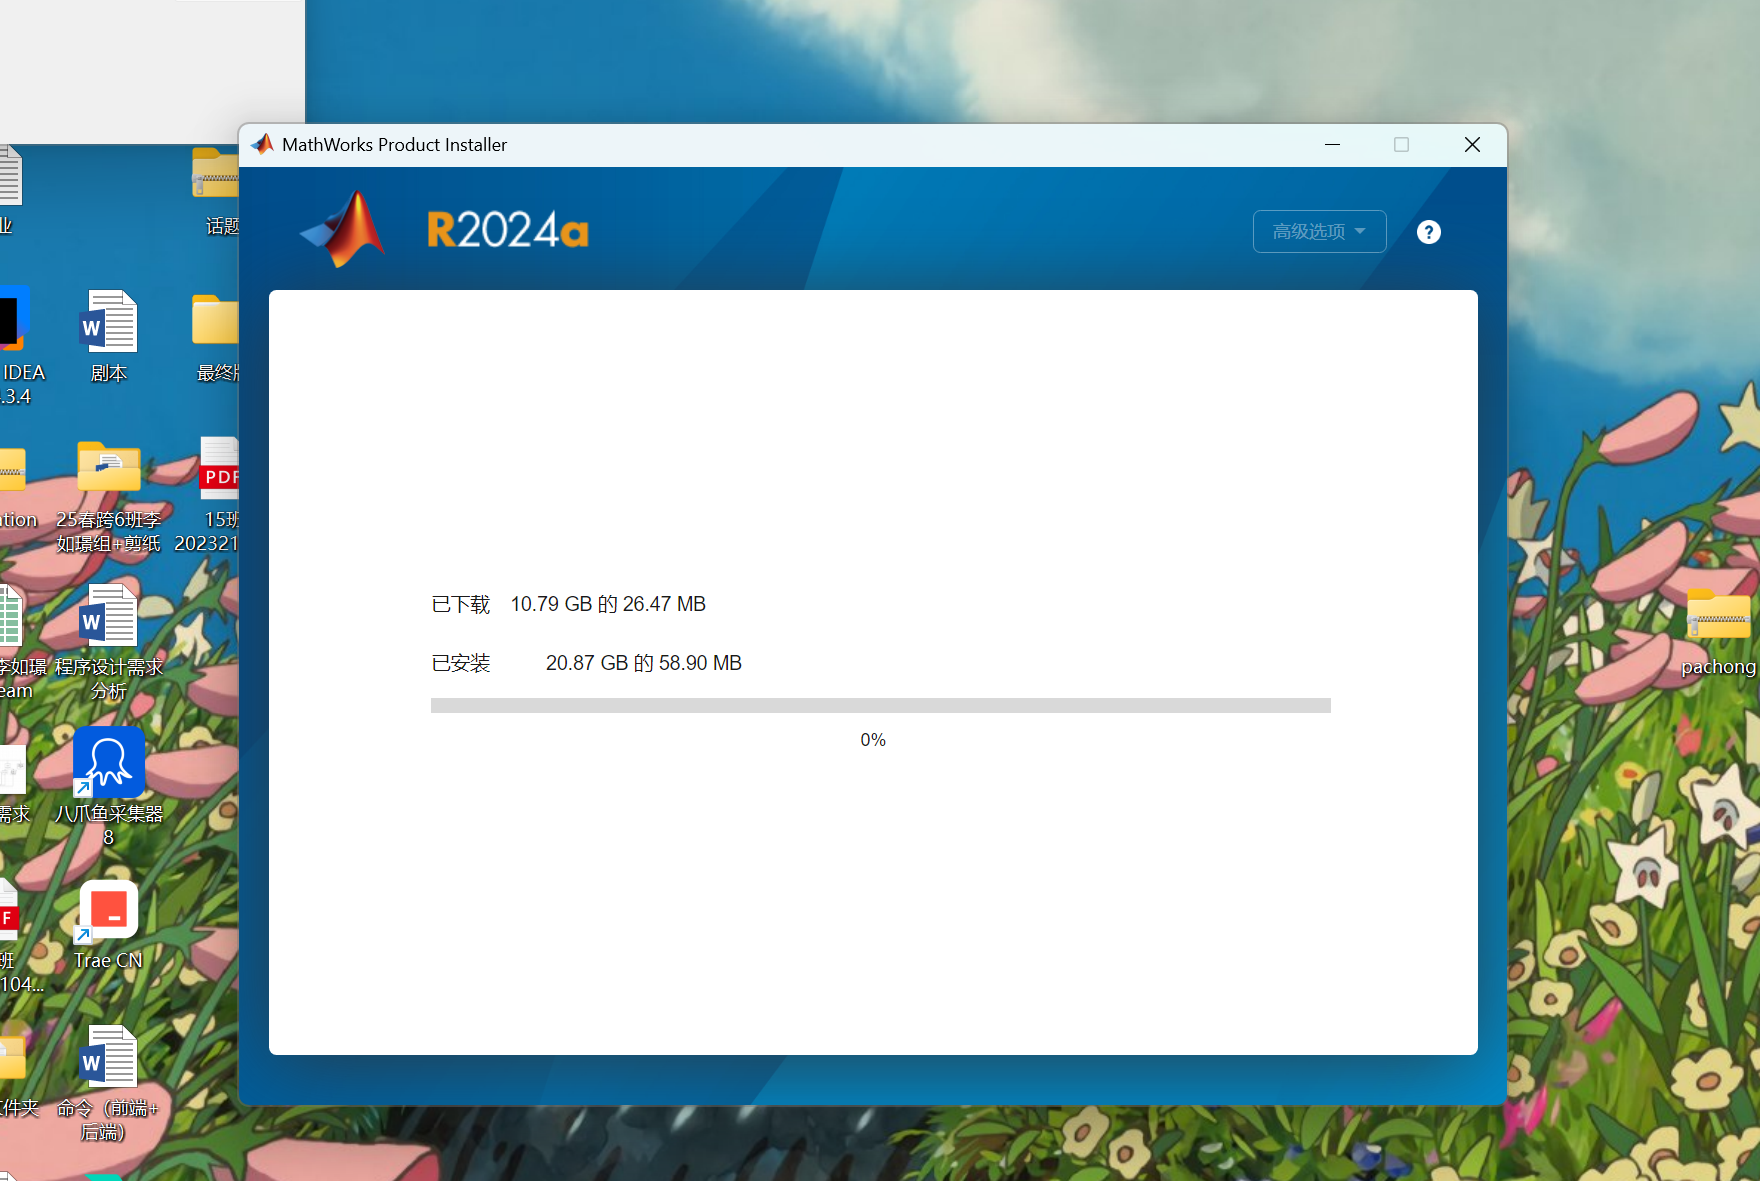 MathWorks Product Installer
R2024a
高级选项
?
已下载 10.79 GB 的 26.47 MB
已安装 20.87 GB 的 58.90 MB
0%
业
话题
IDEA
.3.4
W
剧本
最终版
tion
25春跨6班李
如璟组+剪纸
PDF
15班
202321
李如璟
eam
W
程序设计需求
分析
需求
八爪鱼采集器
8
F
班
104...
Trae CN
文件夹
W
命令（前端+
后端）
pachong